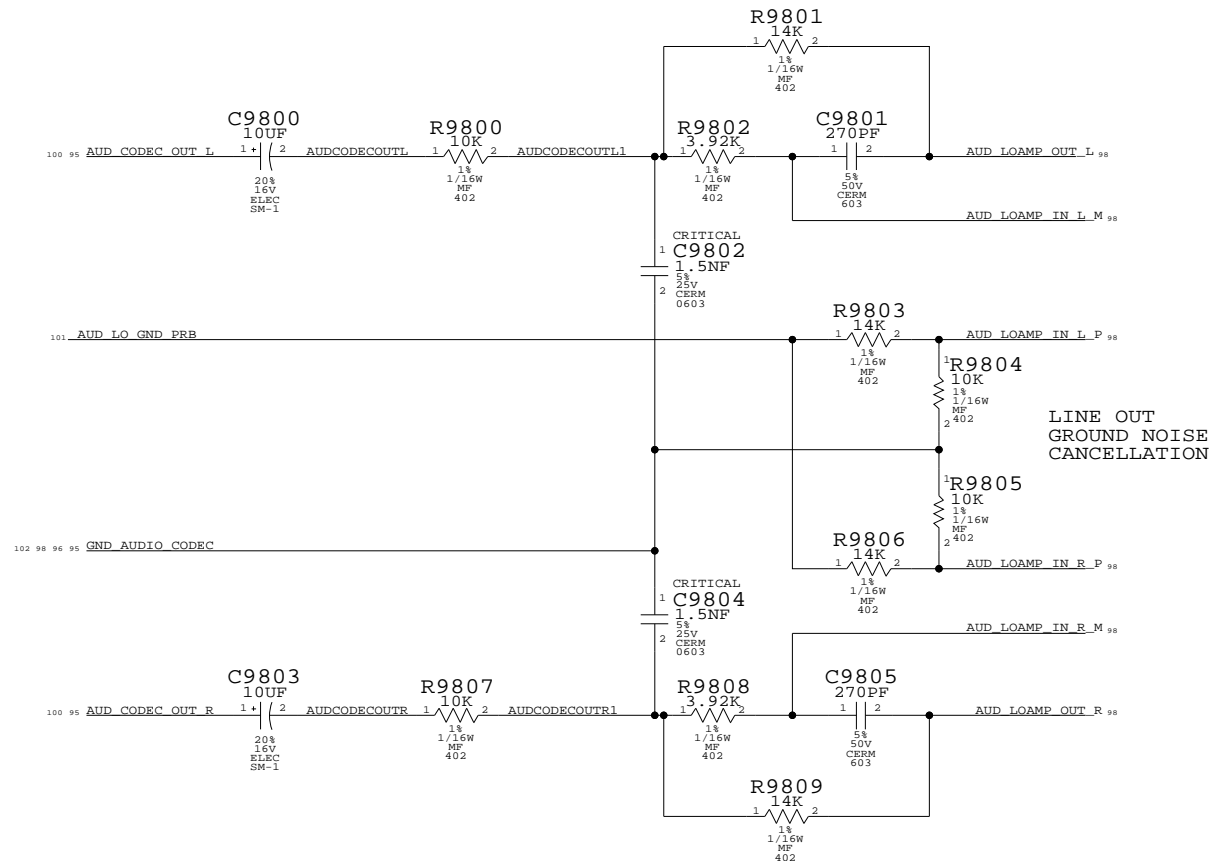 R9801
14K
1 2
1%
1/16W
MF
402
C9800
10UF
1 + 2
20%
16V
ELEC
SM-1
R9800
10K
1 2
1%
1/16W
MF
402
R9802
3.92K
1 2
1%
1/16W
MF
402
C9801
270PF
1 2
5%
50V
CERM
603
100 95 AUD_CODEC_OUT_L
AUDCODECOUTL
AUDCODECOUTL1
AUD_LOAMP_OUT_L 98
AUD_LOAMP_IN_L_M 98
CRITICAL
1 C9802
1.5NF
5%
25V
2 CERM
0603
101 AUD_LO_GND_PRB
R9803
14K
1 2
1%
1/16W
MF
402
AUD_LOAMP_IN_L_P 98
1 R9804
10K
1%
1/16W
MF
2 402
LINE OUT
GROUND NOISE
CANCELLATION
1 R9805
10K
1%
1/16W
MF
2 402
102 98 96 95 GND_AUDIO_CODEC
R9806
14K
1 2
1%
1/16W
MF
402
AUD_LOAMP_IN_R_P 98
CRITICAL
1 C9804
1.5NF
5%
25V
2 CERM
0603
AUD_LOAMP_IN_R_M 98
C9803
10UF
1 + 2
20%
16V
ELEC
SM-1
R9807
10K
1 2
1%
1/16W
MF
402
R9808
3.92K
1 2
1%
1/16W
MF
402
C9805
270PF
1 2
5%
50V
CERM
603
100 95 AUD_CODEC_OUT_R
AUDCODECOUTR
AUDCODECOUTR1
AUD_LOAMP_OUT_R 98
R9809
14K
1 2
1%
1/16W
MF
402